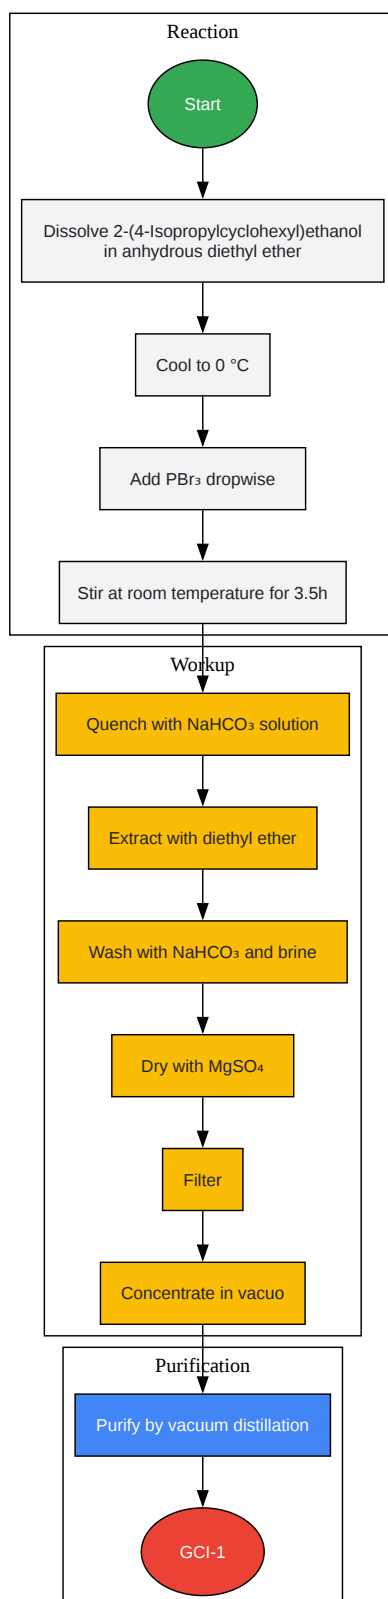 Reaction
Start
Dissolve 2-(4-Isopropylcyclohexyl)ethanol
in anhydrous diethyl ether
Cool to 0 °C
Add PBr₃ dropwise
Stir at room temperature for 3.5h
Workup
Quench with NaHCO₃ solution
Extract with diethyl ether
Wash with NaHCO₃ and brine
Dry with MgSO₄
Filter
Concentrate in vacuo
Purification
Purify by vacuum distillation
GCI-1